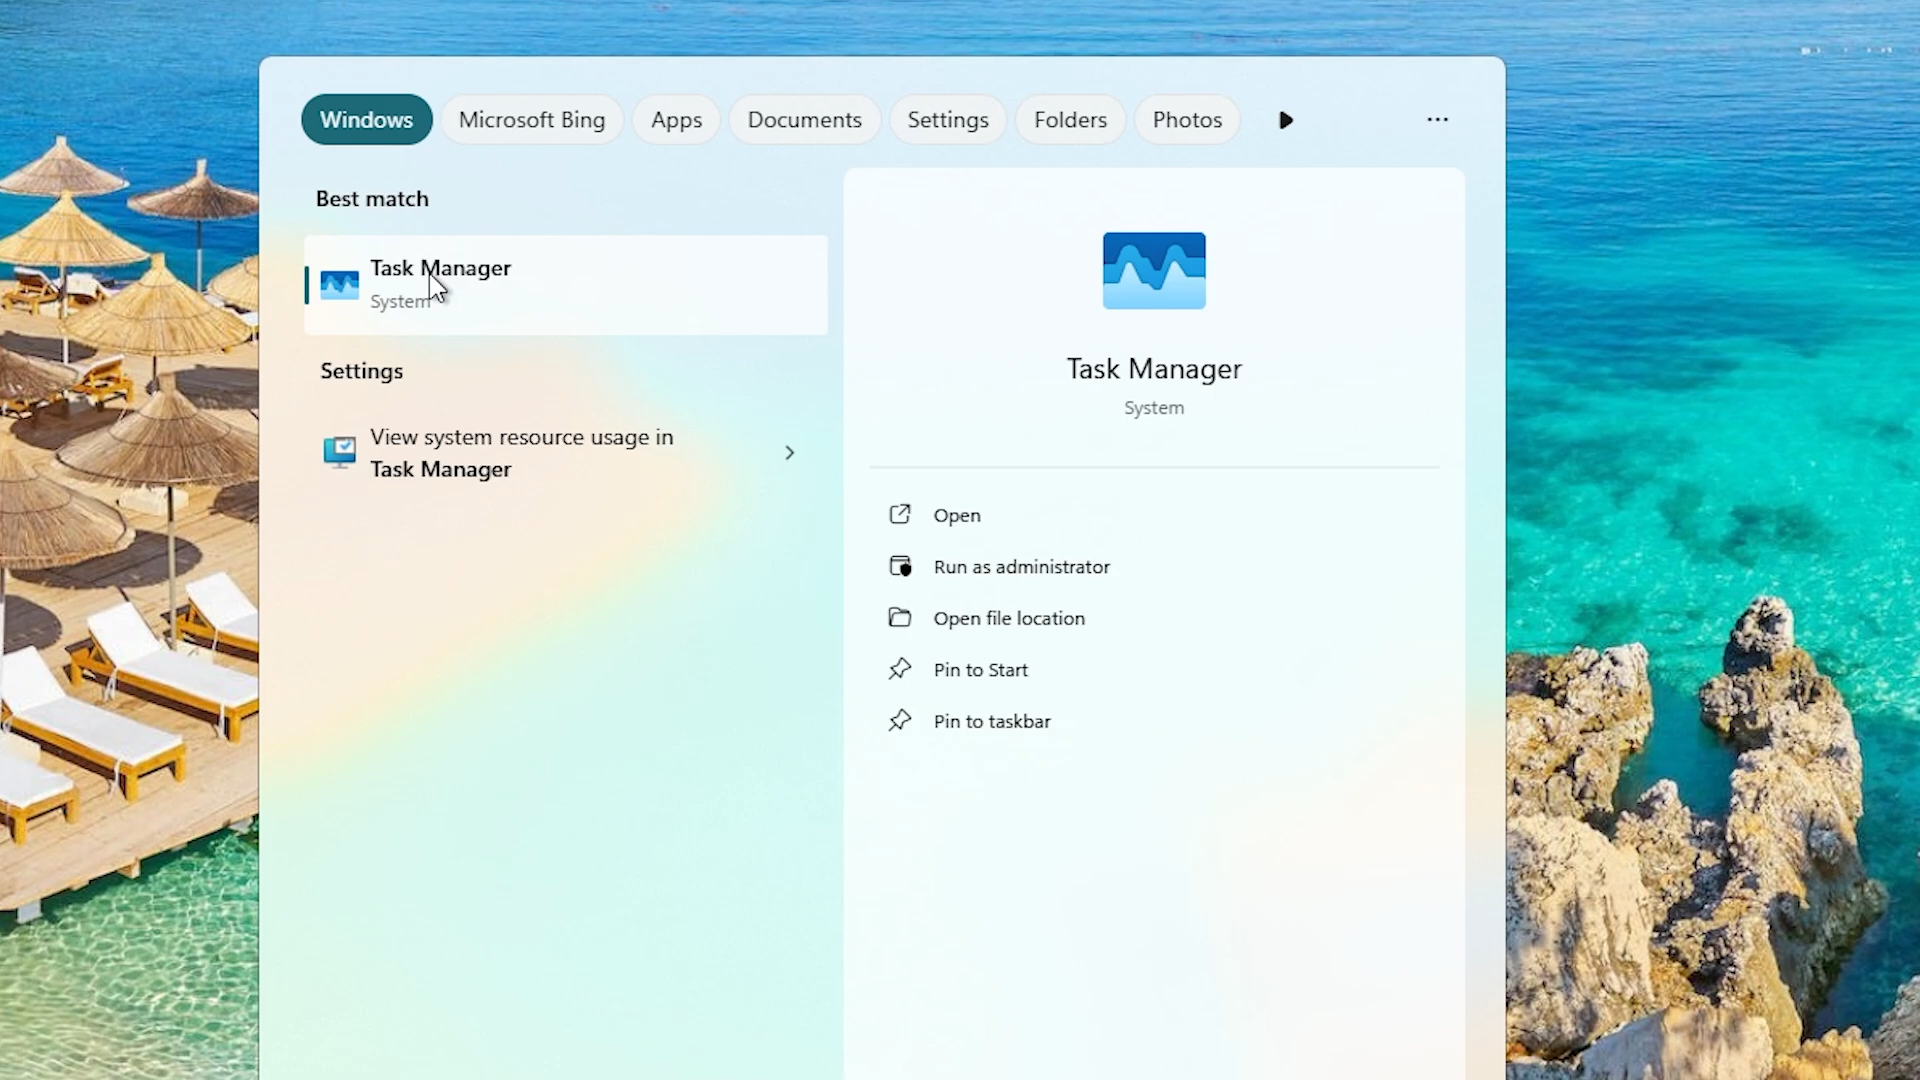 Windows
Microsoft Bing
Apps
Documents
Settings
Folders
Photos
Best match
Task Manager
System
Settings
View system resource usage in
Task Manager
Task Manager
System
Open
Run as administrator
Open file location
Pin to Start
Pin to taskbar